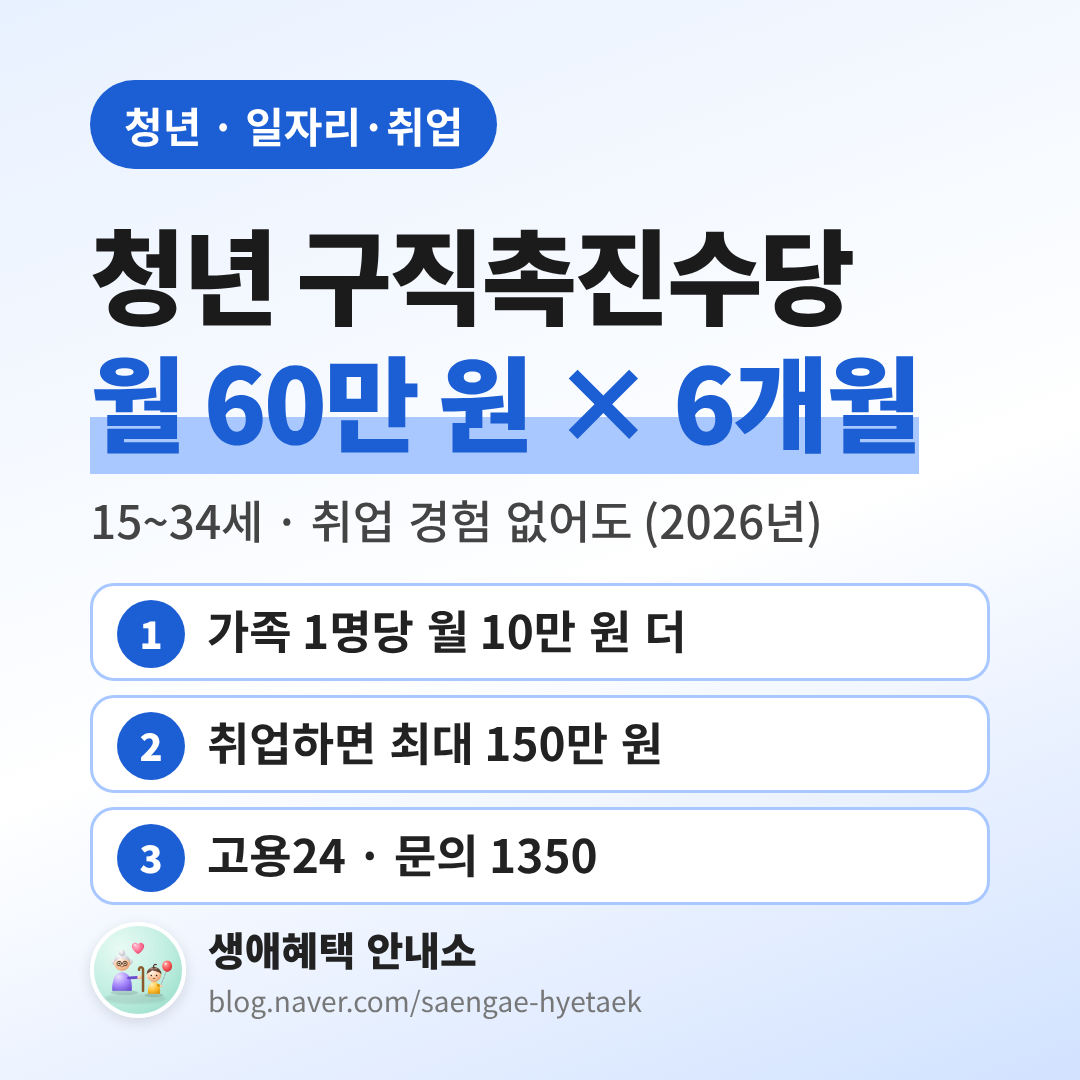 청년 · 일자리·취업
청년 구직촉진수당
월 60만 원 × 6개월
15~34세 · 취업 경험 없어도 (2026년)
1 가족 1명당 월 10만 원 더
2 취업하면 최대 150만 원
3 고용24 · 문의 1350
생애혜택 안내소
blog.naver.com/saengae-hyetaek